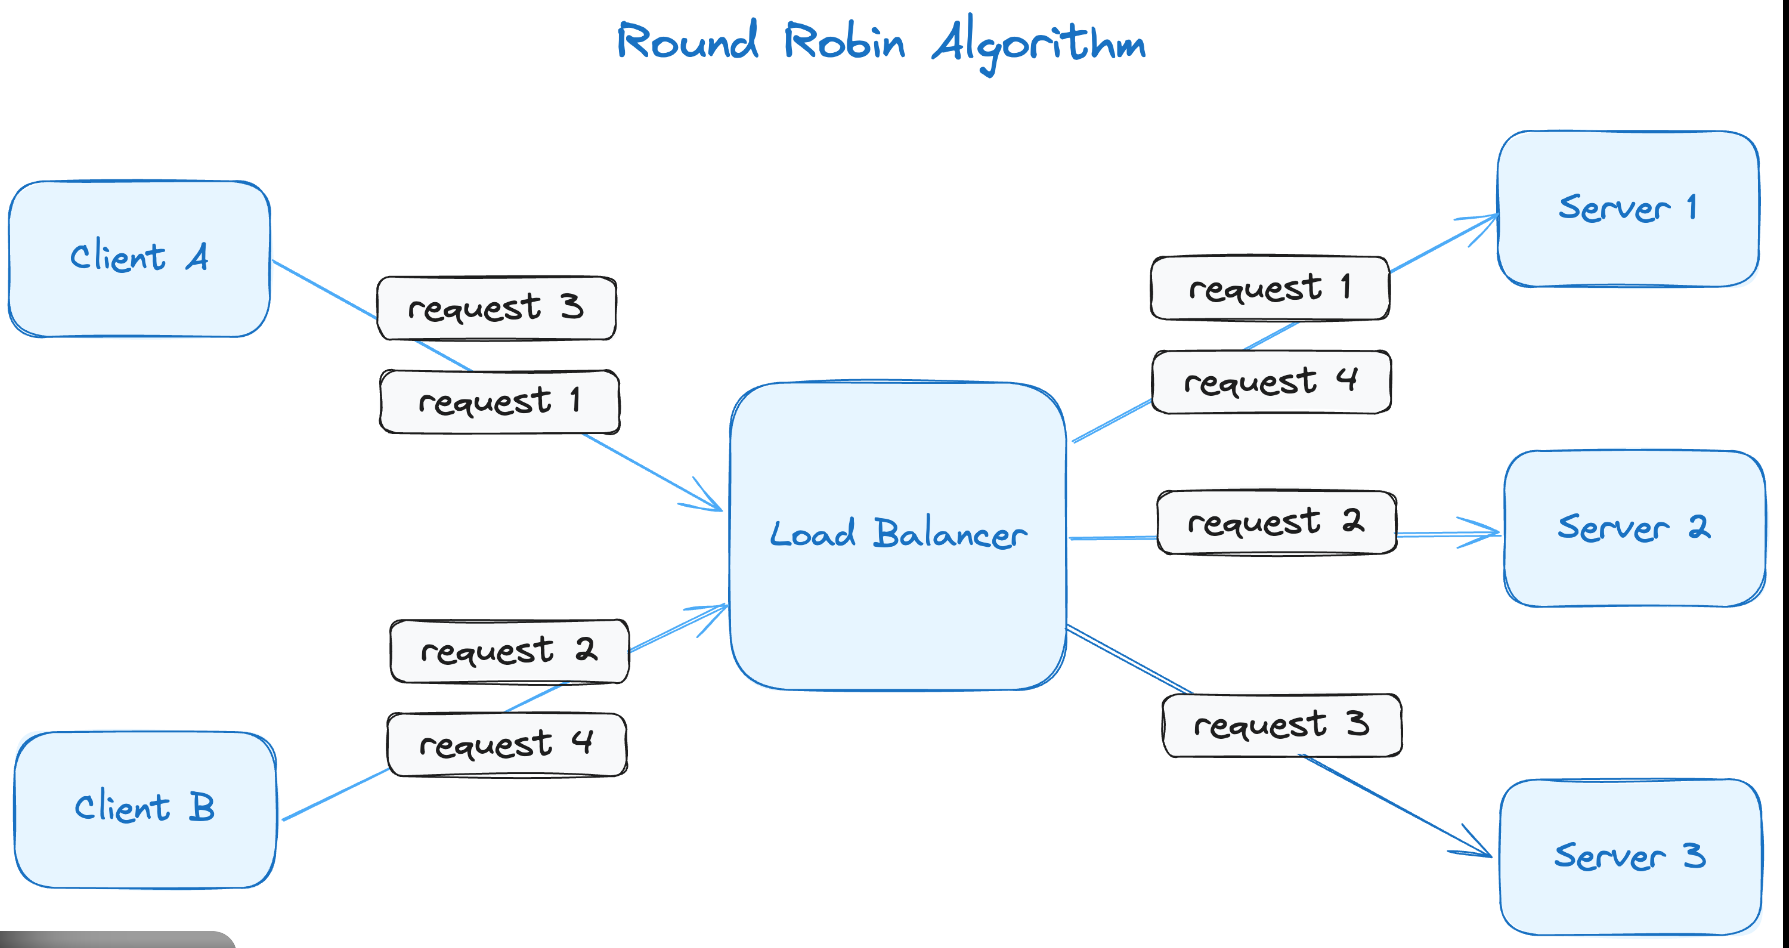 Round Robin Algorithm
Client A
request 3
request 1
Client B
request 2
request 4
Load Balancer
request 1
request 4
request 2
request 3
Server 1
Server 2
Server 3